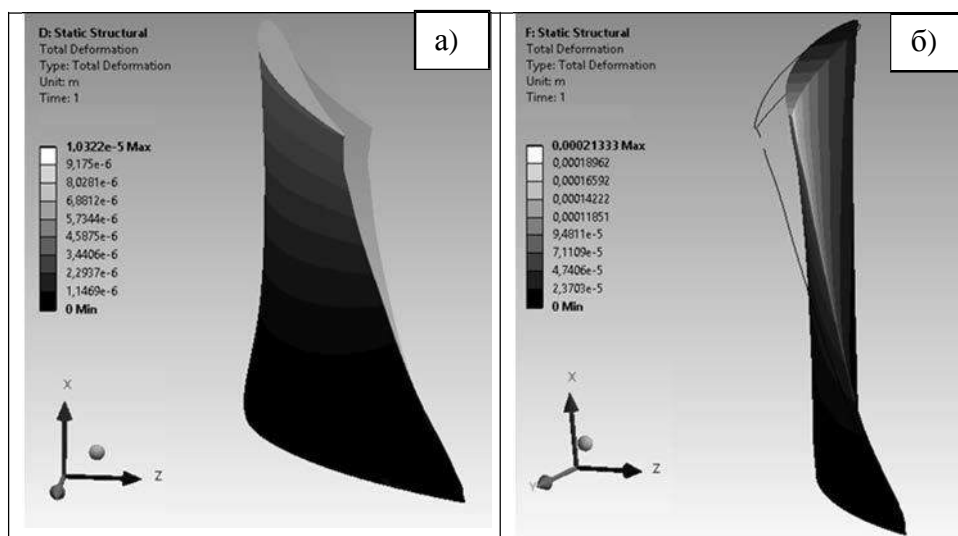 D: Static Structural
Total Deformation
Type: Total Deformation
Unit: m
Time: 1
а)
1,0322e-5 Max
9,175e-6
8,0281e-6
6,8812e-6
5,7344e-6
4,5875e-6
3,4406e-6
2,2937e-6
1,1469e-6
0 Min
X
Z
F: Static Structural
Total Deformation
Type: Total Deformation
Unit: m
Time: 1
б)
0,00021333 Max
0,00018962
0,00016592
0,00014222
0,00011851
9,4811e-5
7,1109e-5
4,7406e-5
2,3703e-5
0 Min
X
Y
Z